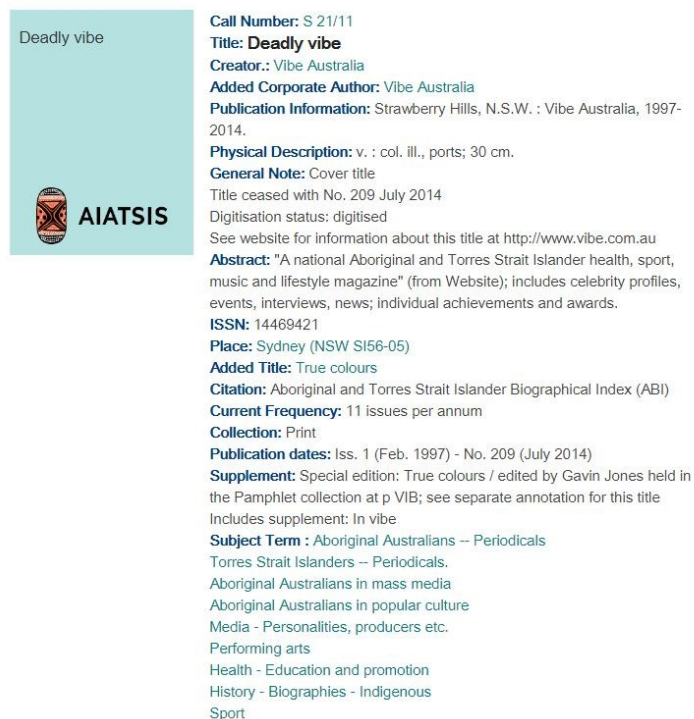 Deadly vibe
AIATSIS
Call Number: S 21/11
Title: Deadly vibe
Creator.: Vibe Australia
Added Corporate Author: Vibe Australia
Publication Information: Strawberry Hills, N.S.W. : Vibe Australia, 1997-
2014.
Physical Description: v. : col. ill., ports; 30 cm.
General Note: Cover title
Title ceased with No. 209 July 2014
Digitisation status: digitised
See website for information about this title at http://www.vibe.com.au
Abstract: "A national Aboriginal and Torres Strait Islander health, sport,
music and lifestyle magazine" (from Website); includes celebrity profiles,
events, interviews, news; individual achievements and awards.
ISSN: 14469421
Place: Sydney (NSW SI56-05)
Added Title: True colours
Citation: Aboriginal and Torres Strait Islander Biographical Index (ABI)
Current Frequency: 11 issues per annum
Collection: Print
Publication dates: Iss. 1 (Feb. 1997) - No. 209 (July 2014)
Supplement: Special edition: True colours / edited by Gavin Jones held in
the Pamphlet collection at p VIB; see separate annotation for this title
Includes supplement: In vibe
Subject Term : Aboriginal Australians -- Periodicals
Torres Strait Islanders -- Periodicals.
Aboriginal Australians in mass media
Aboriginal Australians in popular culture
Media - Personalities, producers etc.
Performing arts
Health - Education and promotion
History - Biographies - Indigenous
Sport